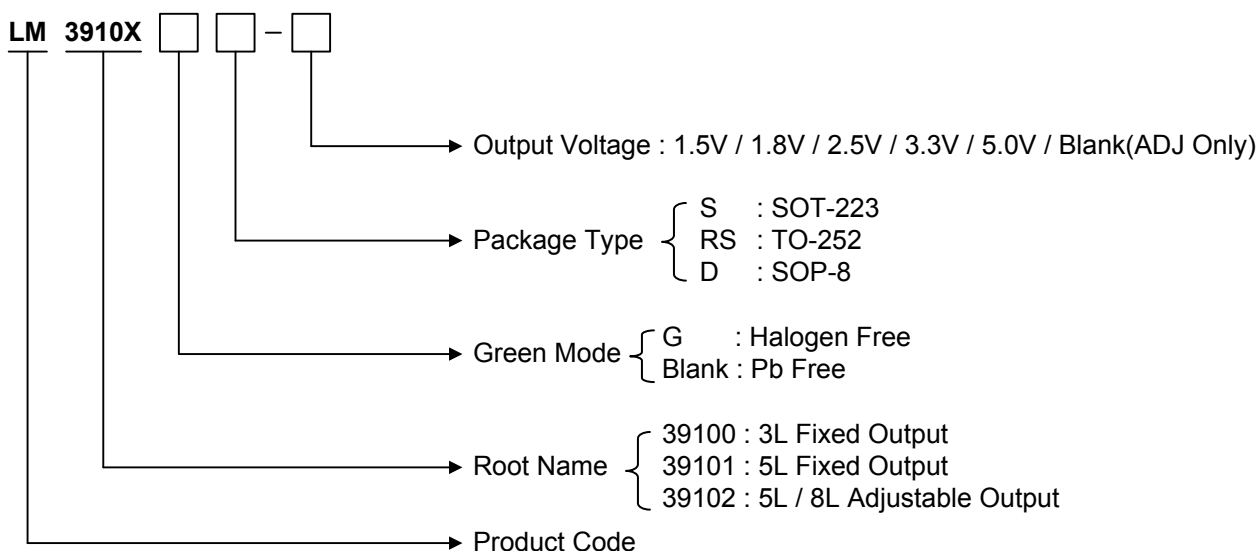 LM 3910X –
Output Voltage : 1.5V / 1.8V / 2.5V / 3.3V / 5.0V / Blank(ADJ Only)
Package Type
S : SOT-223
RS : TO-252
D : SOP-8
Green Mode
G : Halogen Free
Blank : Pb Free
Root Name
39100 : 3L Fixed Output
39101 : 5L Fixed Output
39102 : 5L / 8L Adjustable Output
Product Code